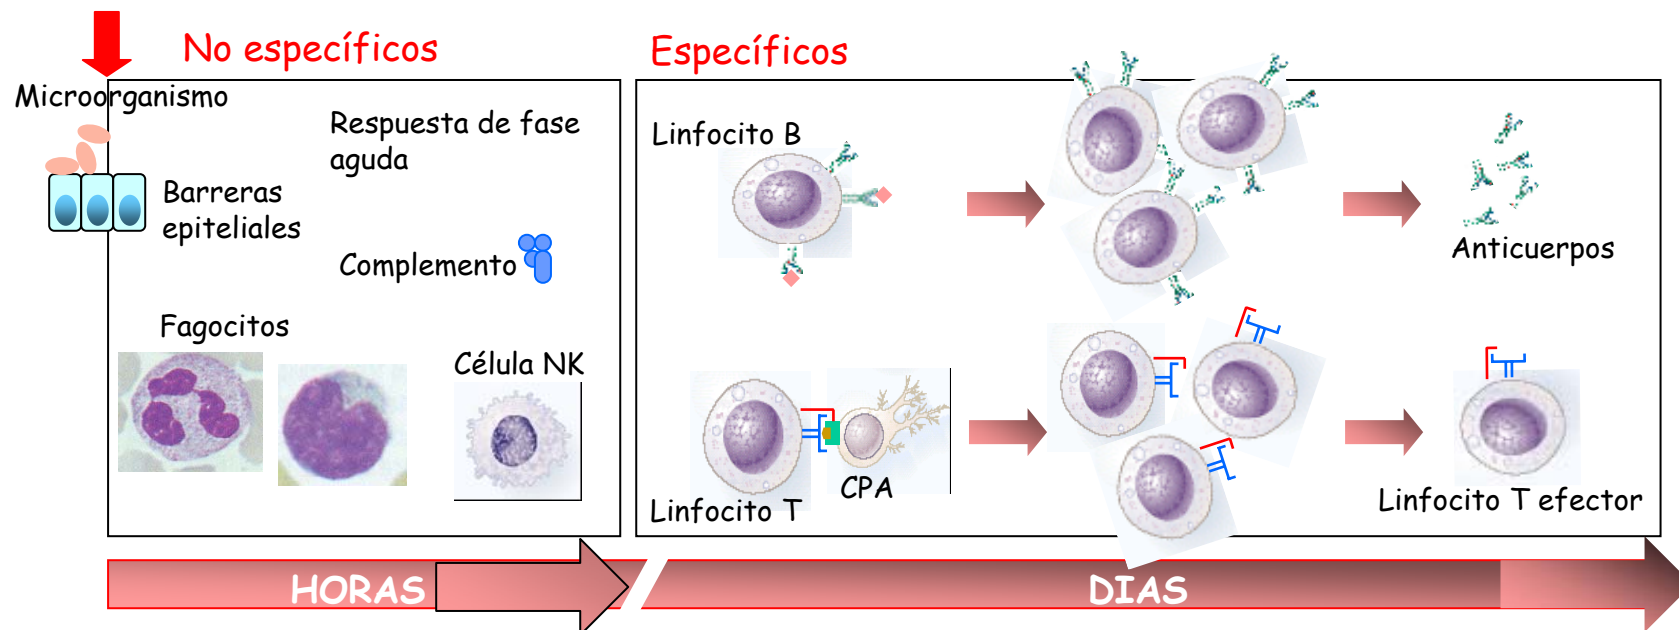 No específicos
Específicos
Microorganismo
Respuesta de fase
aguda
Barreras
epiteliales
Complemento
Fagocitos
Célula NK
Linfocito B
Anticuerpos
CPA
Linfocito T
Linfocito T efector
HORAS
DIAS